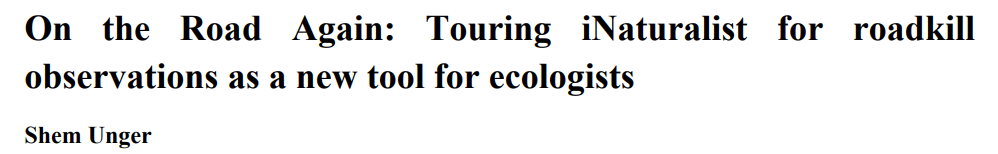 On the Road Again: Touring iNaturalist for roadkill
observations as a new tool for ecologists
Shem Unger